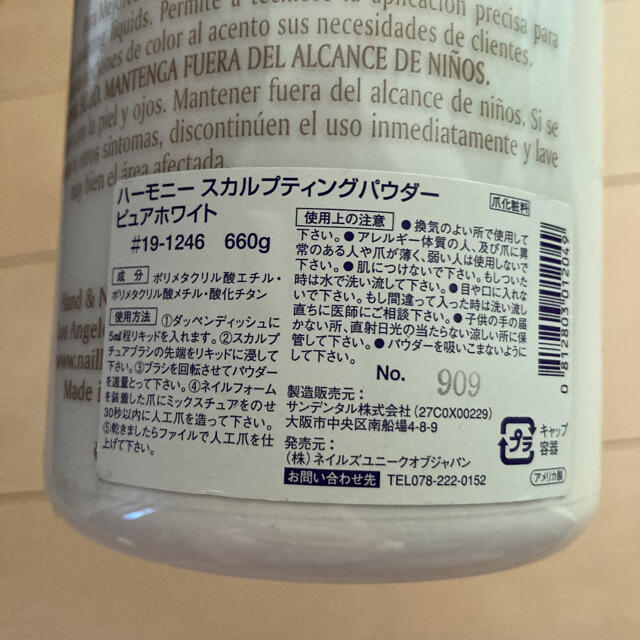 liquids. Permite a técnicos la aplicación precisa para
iones de color al acento sus necesidades de clientes.
MANTENGA FUERA DEL ALCANCE DE NIÑOS.
la piel y ojos. Mantener fuera del alcance de niños. Si se
otros síntomas, discontinúen el uso inmediatamente y lave
muy bien el área afectada.
ハーモニー スカルプティングパウダー
ピュアホワイト
爪化粧料
#19-1246 660g
成分 ポリメタクリル酸エチル・
ポリメタクリル酸メチル・酸化チタン
使用方法 ①ダッペンディッシュに
5ml程リキッドを入れます。②スカルプ
チュアブラシの先端をリキッドに浸して
下さい。③ブラシを回転させてパウダー
を適量とって下さい。④ネイルフォーム
を装着した爪にミックスチュアをのせ
30秒以内に人工爪を造って下さい。
⑤乾きましたらファイルで人工爪を仕
上げて下さい。
使用上の注意 ●換気のよい所で使用して
下さい。●アレルギー体質の人、及び爪に異
常のある人や爪が薄く、弱い人は使用しないで
下さい。●肌につけないで下さい。もしついた
時は水で洗い流して下さい。●目や口に入れな
いで下さい。もし間違って入った時は洗い流し
直ちに医師にご相談下さい。●子供の手の届
かない所、直射日光の当たらない涼しい所に保
管して下さい。●パウダーを吸いこまないように
して下さい。
No. 909
製造販売元：
サンデンタル株式会社(27C0X00229)
大阪市中央区南船場4-8-9
発売元：
(株)ネイルズユニークオブジャパン
お問い合わせ先 TEL078-222-0152
プラ
キャップ
容器
アメリカ製
0 812803 012049
Hand & N
Los Angele
www.nail
Made i